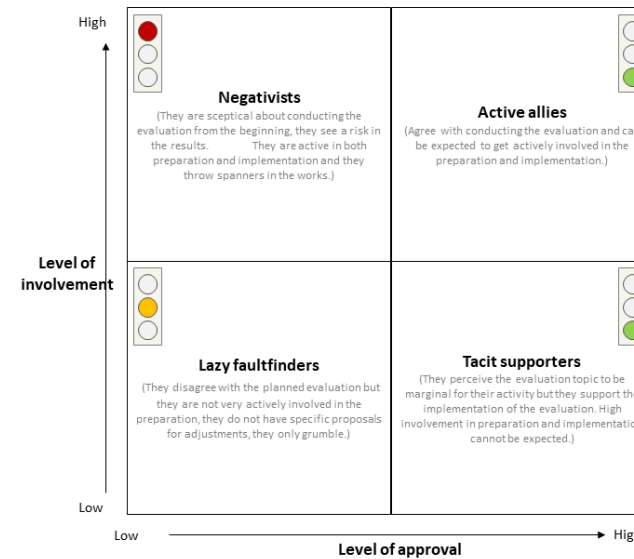 High
Negativists
(They are sceptical about conducting the
evaluation from the beginning, they see a risk in
the results. They are active in both
preparation and implementation and they
throw spanners in the works.)
Active allies
(Agree with conducting the evaluation and ca
be expected to get actively involved in the
preparation and implementation.)
Level of
involvement
Lazy faultfinders
(They disagree with the planned evaluation but
they are not very actively involved in the
preparation, they do not have specific proposals
for adjustments, they only grumble.)
Tacit supporters
(They perceive the evaluation topic to be
marginal for their activity but they support the
implementation of the evaluation. High
involvement in preparation and implementatio
cannot be expected.)
Low
Low
Hig
Level of approval